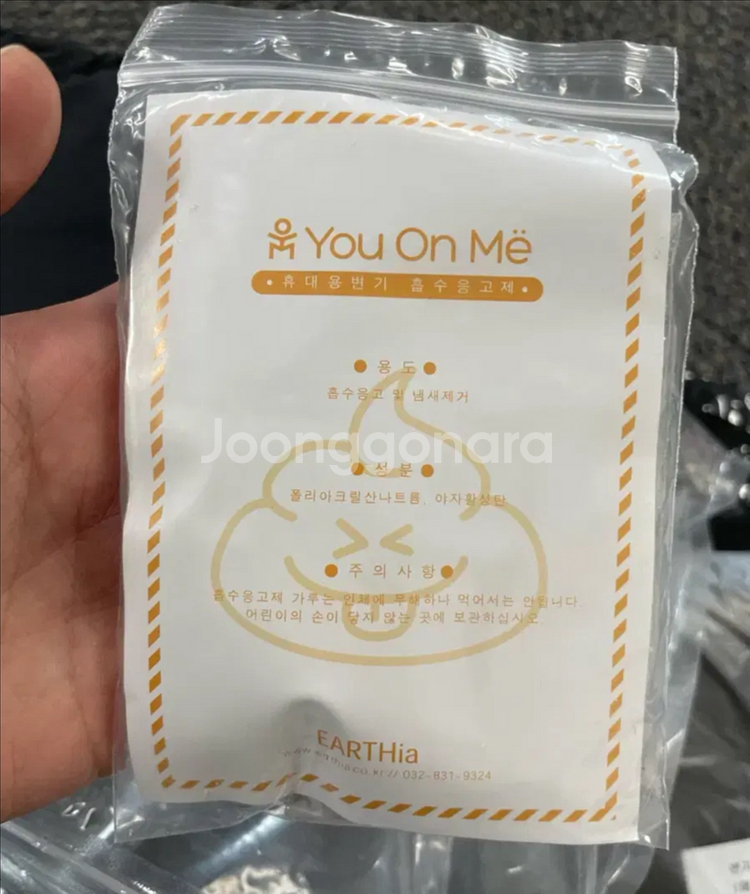 You On Më
• 휴대용변기 흡수응고제 •
● 용도 ●
흡수응고 및 냄새제거
Joonggonara
● 성분 ●
폴리아크릴산나트륨, 야자활성탄
● 주의사항 ●
흡수응고제 가루는 인체에 무해하나 먹어서는 안됩니다.
어린이의 손이 닿지 않는 곳에 보관하십시오.
EARTHia
www.earthia.co.kr // 032-831-9324